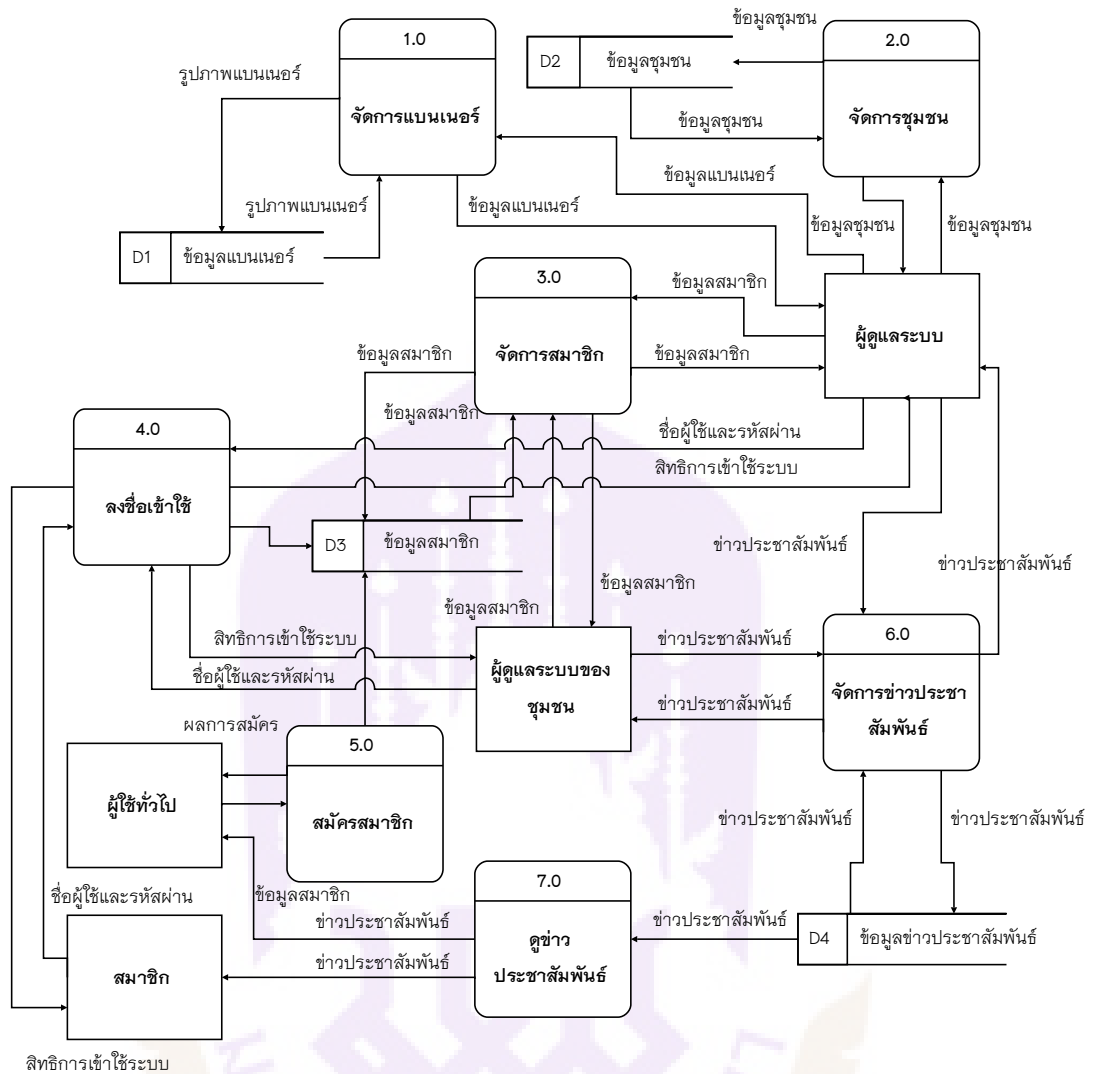 ข้อมูลชุมชน
1.0
2.0
D2
ข้อมูลชุมชน
รูปภาพแบนเนอร์
จัดการแบนเนอร์
ข้อมูลชุมชน
จัดการชุมชน
ข้อมูลแบนเนอร์
รูปภาพแบนเนอร์
ข้อมูลแบนเนอร์
ข้อมูลชุมชน
ข้อมูลชุมชน
D1
ข้อมูลแบนเนอร์
3.0
ข้อมูลสมาชิก
ผู้ดูแลระบบ
ข้อมูลสมาชิก
จัดการสมาชิก
ข้อมูลสมาชิก
ข้อมูลสมาชิก
4.0
ชื่อผู้ใช้และรหัสผ่าน
สิทธิการเข้าใช้ระบบ
ลงชื่อเข้าใช้
D3
ข้อมูลสมาชิก
ข่าวประชาสัมพันธ์
ข่าวประชาสัมพันธ์
ข้อมูลสมาชิก
ข้อมูลสมาชิก
สิทธิการเข้าใช้ระบบ
ข่าวประชาสัมพันธ์
6.0
ชื่อผู้ใช้และรหัสผ่าน
ผู้ดูแลระบบของ
ชุมชน
จัดการข่าวประชา
สัมพันธ์
ข่าวประชาสัมพันธ์
ผลการสมัคร
5.0
ผู้ใช้ทั่วไป
สมัครสมาชิก
ข่าวประชาสัมพันธ์
ข่าวประชาสัมพันธ์
7.0
ชื่อผู้ใช้และรหัสผ่าน
ข้อมูลสมาชิก
ข่าวประชาสัมพันธ์
ข่าวประชาสัมพันธ์
D4
ข้อมูลข่าวประชาสัมพันธ์
ดูข่าว
ประชาสัมพันธ์
ข่าวประชาสัมพันธ์
สมาชิก
สิทธิการเข้าใช้ระบบ